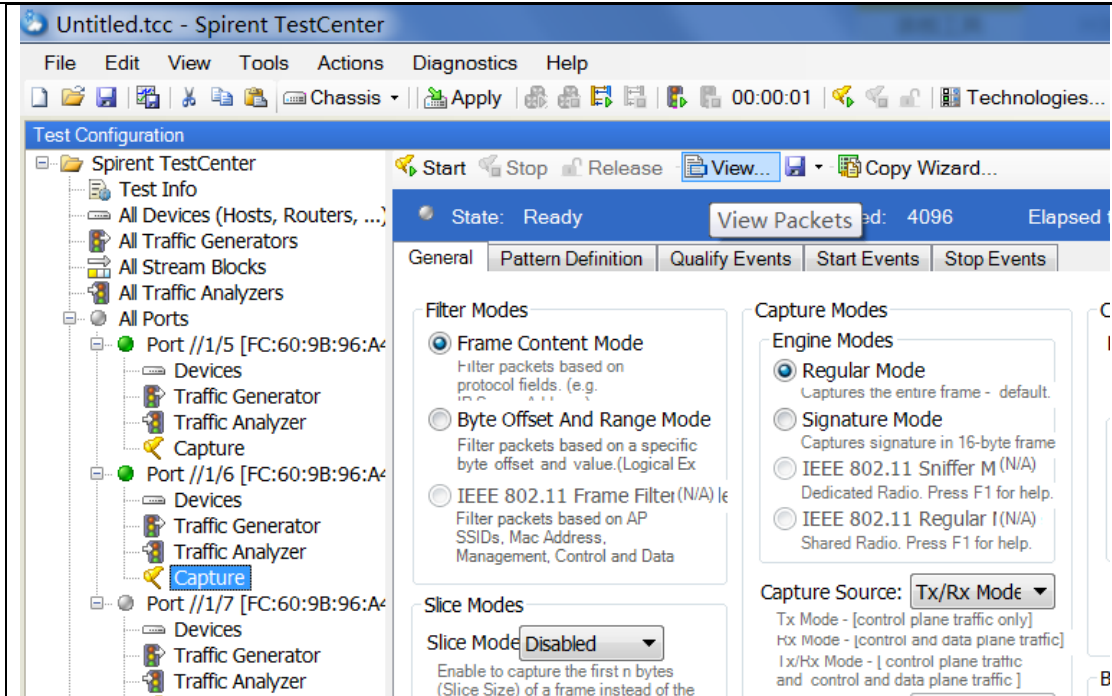 Untitled.tcc - Spirent TestCenter
File Edit View Tools Actions Diagnostics Help
Chassis Apply 00:00:01 Technologies...
Test Configuration
Spirent TestCenter
Test Info
All Devices (Hosts, Routers, ...)
All Traffic Generators
All Stream Blocks
All Traffic Analyzers
All Ports
Port //1/5 [FC:60:9B:96:A4
Devices
Traffic Generator
Traffic Analyzer
Capture
Port //1/6 [FC:60:9B:96:A4
Devices
Traffic Generator
Traffic Analyzer
Capture
Port //1/7 [FC:60:9B:96:A4
Devices
Traffic Generator
Traffic Analyzer
Start Stop Release View... Copy Wizard...
State: Ready View Packets ed: 4096 Elapsed t
General Pattern Definition Qualify Events Start Events Stop Events
Filter Modes
Frame Content Mode
Filter packets based on
protocol fields. (e.g.
Byte Offset And Range Mode
Filter packets based on a specific
byte offset and value.(Logical Ex
IEEE 802.11 Frame Filter (N/A) le
Filter packets based on AP
SSIDs, Mac Address,
Management, Control and Data
Slice Modes
Slice Mode Disabled
Enable to capture the first n bytes
(Slice Size) of a frame instead of the
Capture Modes
Engine Modes
Regular Mode
Captures the entire frame - default.
Signature Mode
Captures signature in 16-byte frame
IEEE 802.11 Sniffer M (N/A)
Dedicated Radio. Press F1 for help.
IEEE 802.11 Regular I (N/A)
Shared Radio. Press F1 for help.
Capture Source: Tx/Rx Mode
Tx Mode - [control plane traffic only]
Rx Mode - [control and data plane traffic]
Tx/Rx Mode - [ control plane traffic
and control and data plane traffic ]